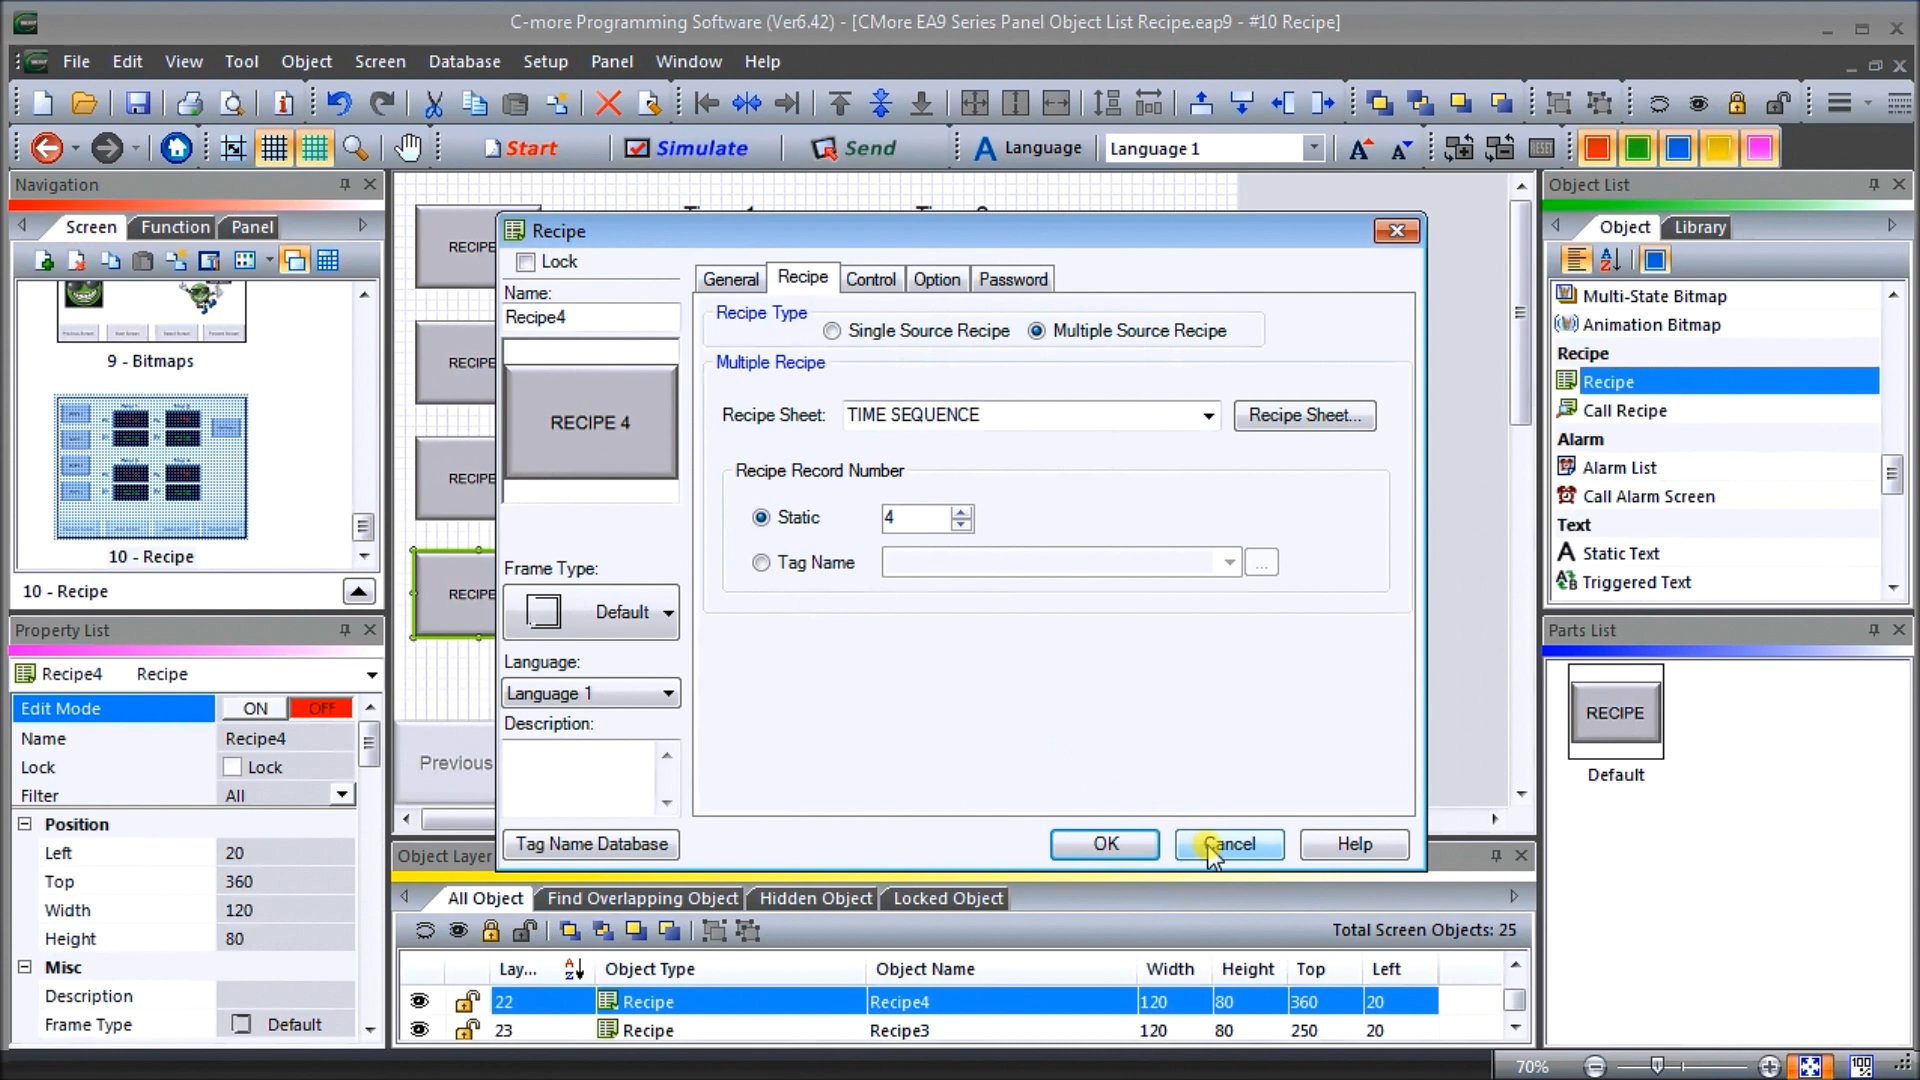 C-more Programming Software (Ver6.42) - [CMore EA9 Series Panel Object List Recipe.eap9 - #10 Recipe]
File Edit View Tool Object Screen Database Setup Panel Window Help
Start Simulate Send Language Language 1
Navigation
Screen Function Panel
9 - Bitmaps
10 - Recipe
10 - Recipe
Property List
Recipe4 Recipe
Edit Mode ON OFF
Name Recipe4
Lock Lock
Filter All
Position
Left 20
Top 360
Width 120
Height 80
Misc
Description
Frame Type Default
RECIPE
RECIPE
RECIPE
RECIPE
Previous
Recipe
Lock
Name:
Recipe4
RECIPE 4
Frame Type:
Default
Language:
Language 1
Description:
Tag Name Database
General Recipe Control Option Password
Recipe Type
Single Source Recipe Multiple Source Recipe
Multiple Recipe
Recipe Sheet: TIME SEQUENCE Recipe Sheet...
Recipe Record Number
Static 4
Tag Name ...
OK Cancel Help
Object Layer
All Object Find Overlapping Object Hidden Object Locked Object
Total Screen Objects: 25
Lay... Object Type Object Name Width Height Top Left
22 Recipe Recipe4 120 80 360 20
23 Recipe Recipe3 120 80 250 20
Object List
Object Library
Multi-State Bitmap
Animation Bitmap
Recipe
Recipe
Call Recipe
Alarm
Alarm List
Call Alarm Screen
Text
Static Text
Triggered Text
Parts List
RECIPE
Default
70%